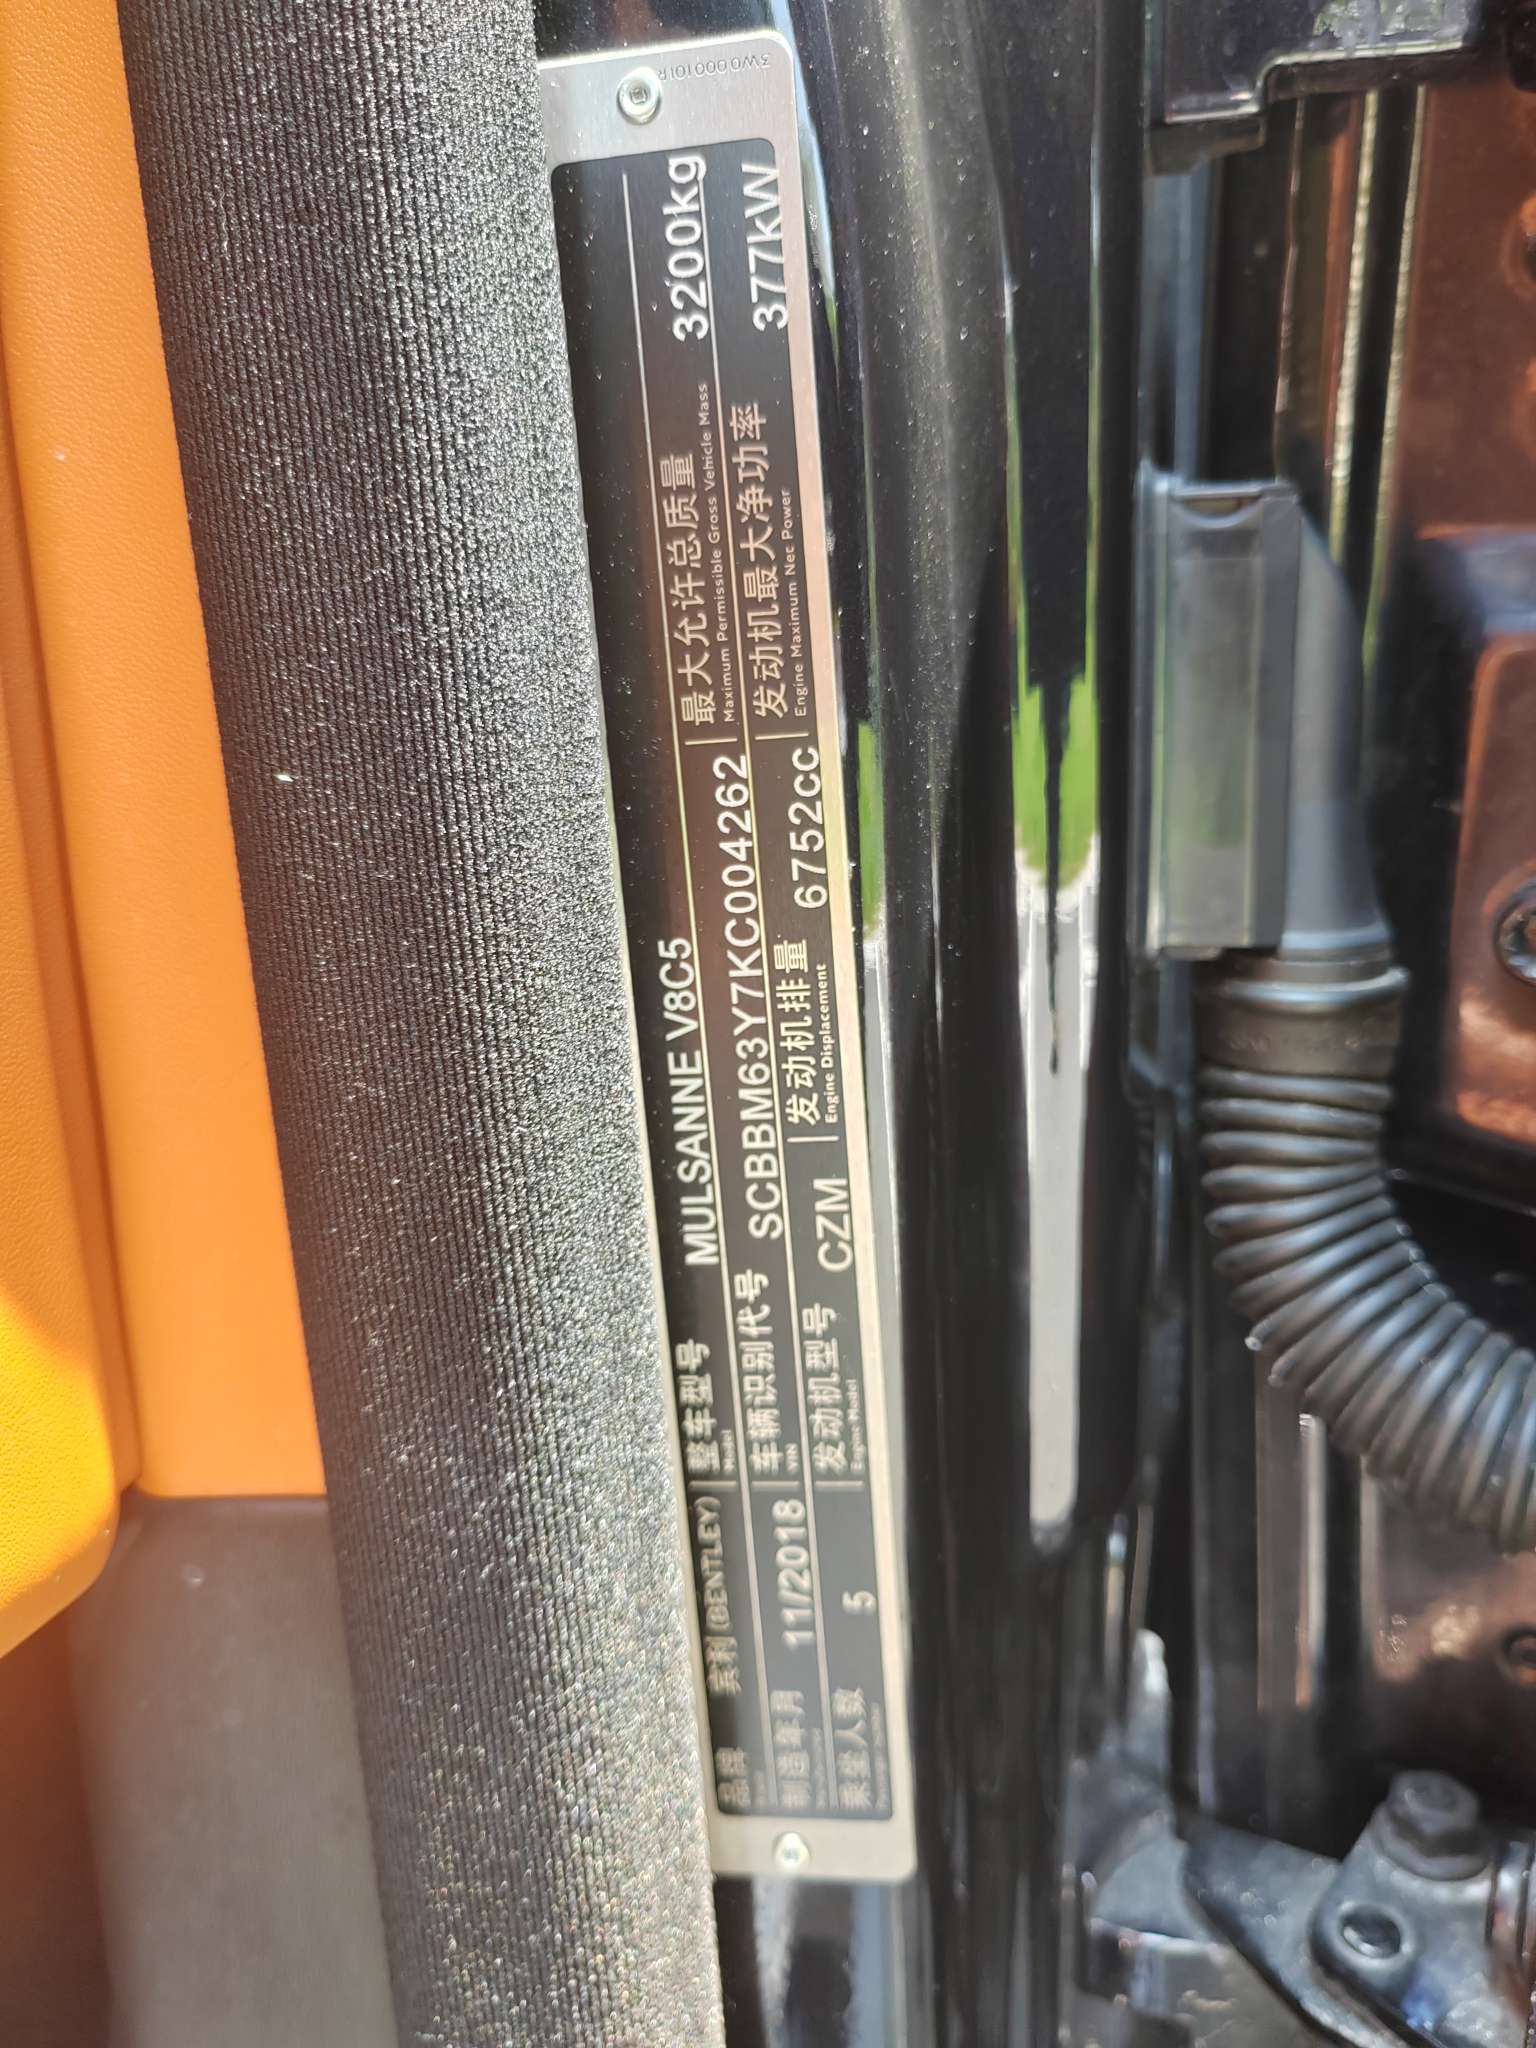 3W0000101R
品牌 宾利(BENTLEY) 整车型号 MULSANNE V8C5
Model
制造年月 11/2018 车辆识别代号 SCBBM63Y7KC004262 最大允许总质量 3200kg
VIN Maximum Permissible Gross Vehicle Mass
乘坐人数 5 发动机型号 CZM 发动机排量 6752cc 发动机最大净功率 377kW
Engine Model Engine Displacement Engine Maximum Net Power